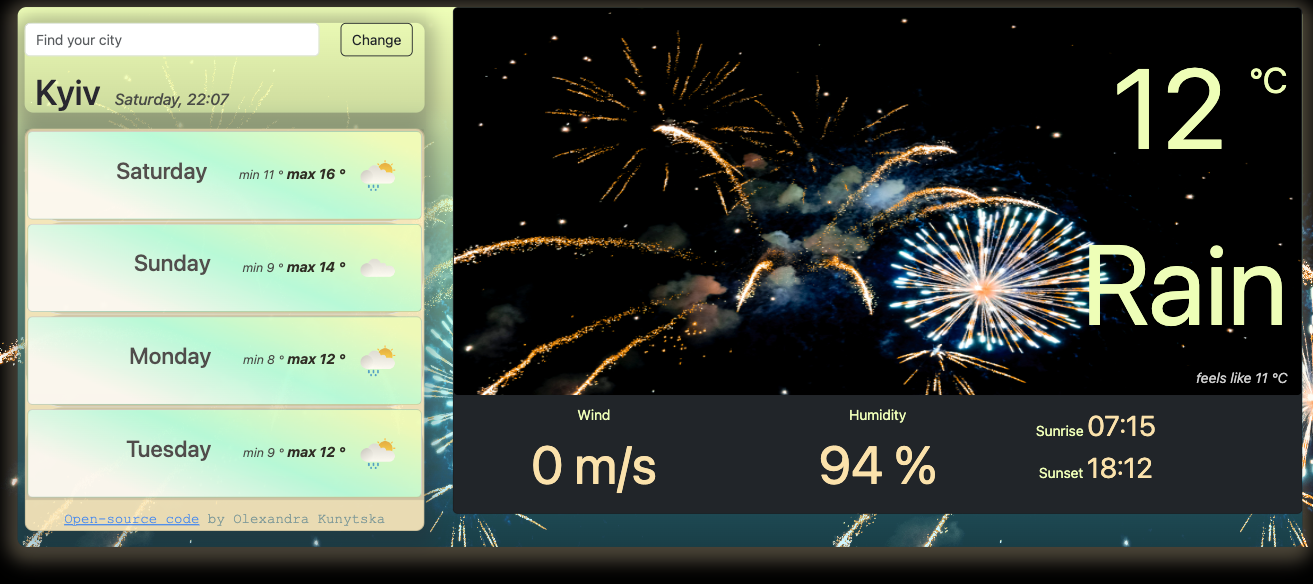 Find your city
Change
Kyiv Saturday, 22:07
Saturday min 11 ° max 16 °
Sunday min 9 ° max 14 °
Monday min 8 ° max 12 °
Tuesday min 9 ° max 12 °
Open-source code by Olexandra Kunytska
12 °C
Rain
feels like 11 °C
Wind
0 m/s
Humidity
94 %
Sunrise 07:15
Sunset 18:12